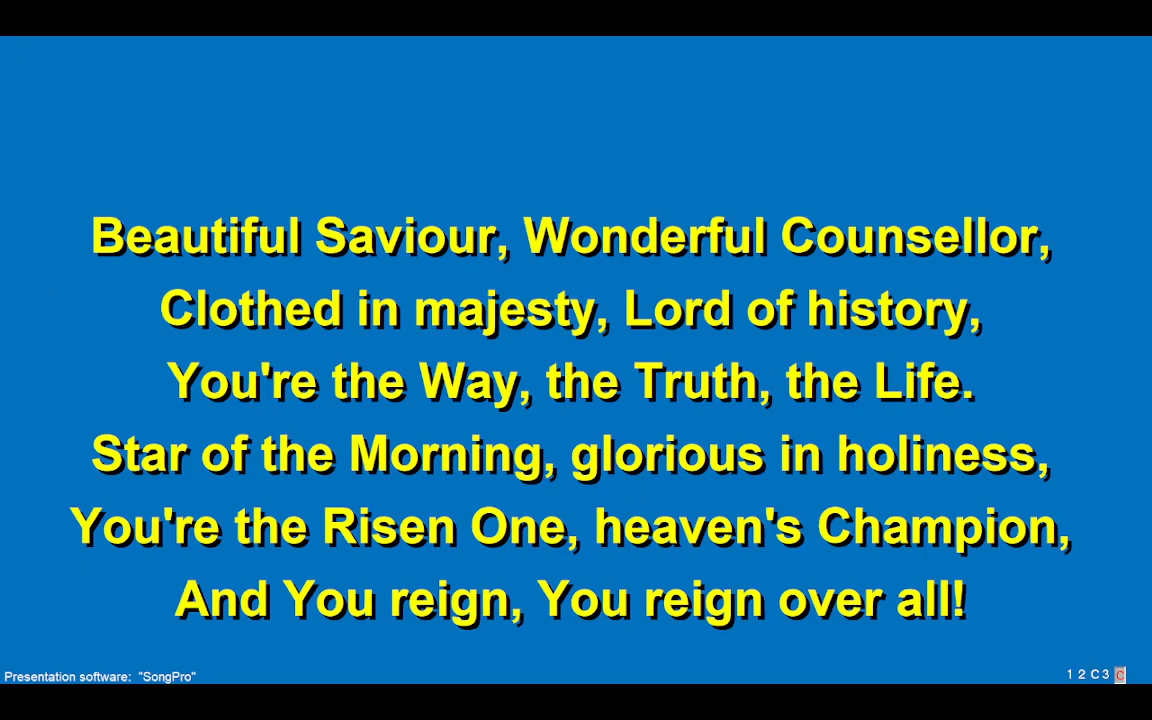 Beautiful Saviour, Wonderful Counsellor,
Clothed in majesty, Lord of history,
You're the Way, the Truth, the Life.
Star of the Morning, glorious in holiness,
You're the Risen One, heaven's Champion,
And You reign, You reign over all!
Presentation software: "SongPro"
1 2 C 3 C